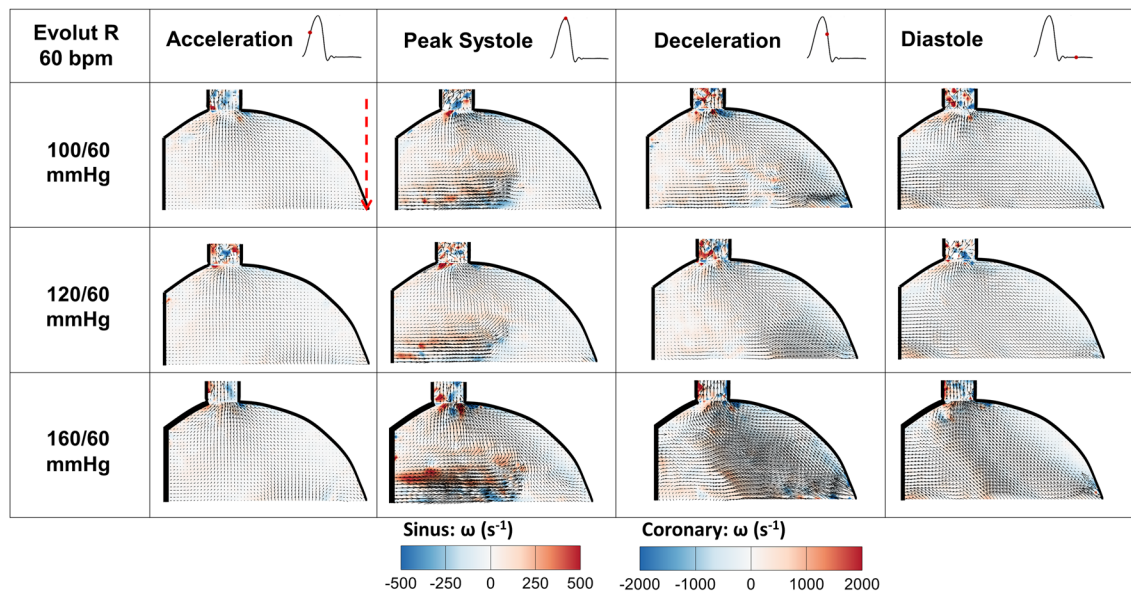 Evolut R
60 bpm
Acceleration
Peak Systole
Deceleration
Diastole
100/60
mmHg
120/60
mmHg
160/60
mmHg
Sinus: ω (s⁻¹)
Coronary: ω (s⁻¹)
-500 -250 0 250 500
-2000 -1000 0 1000 2000